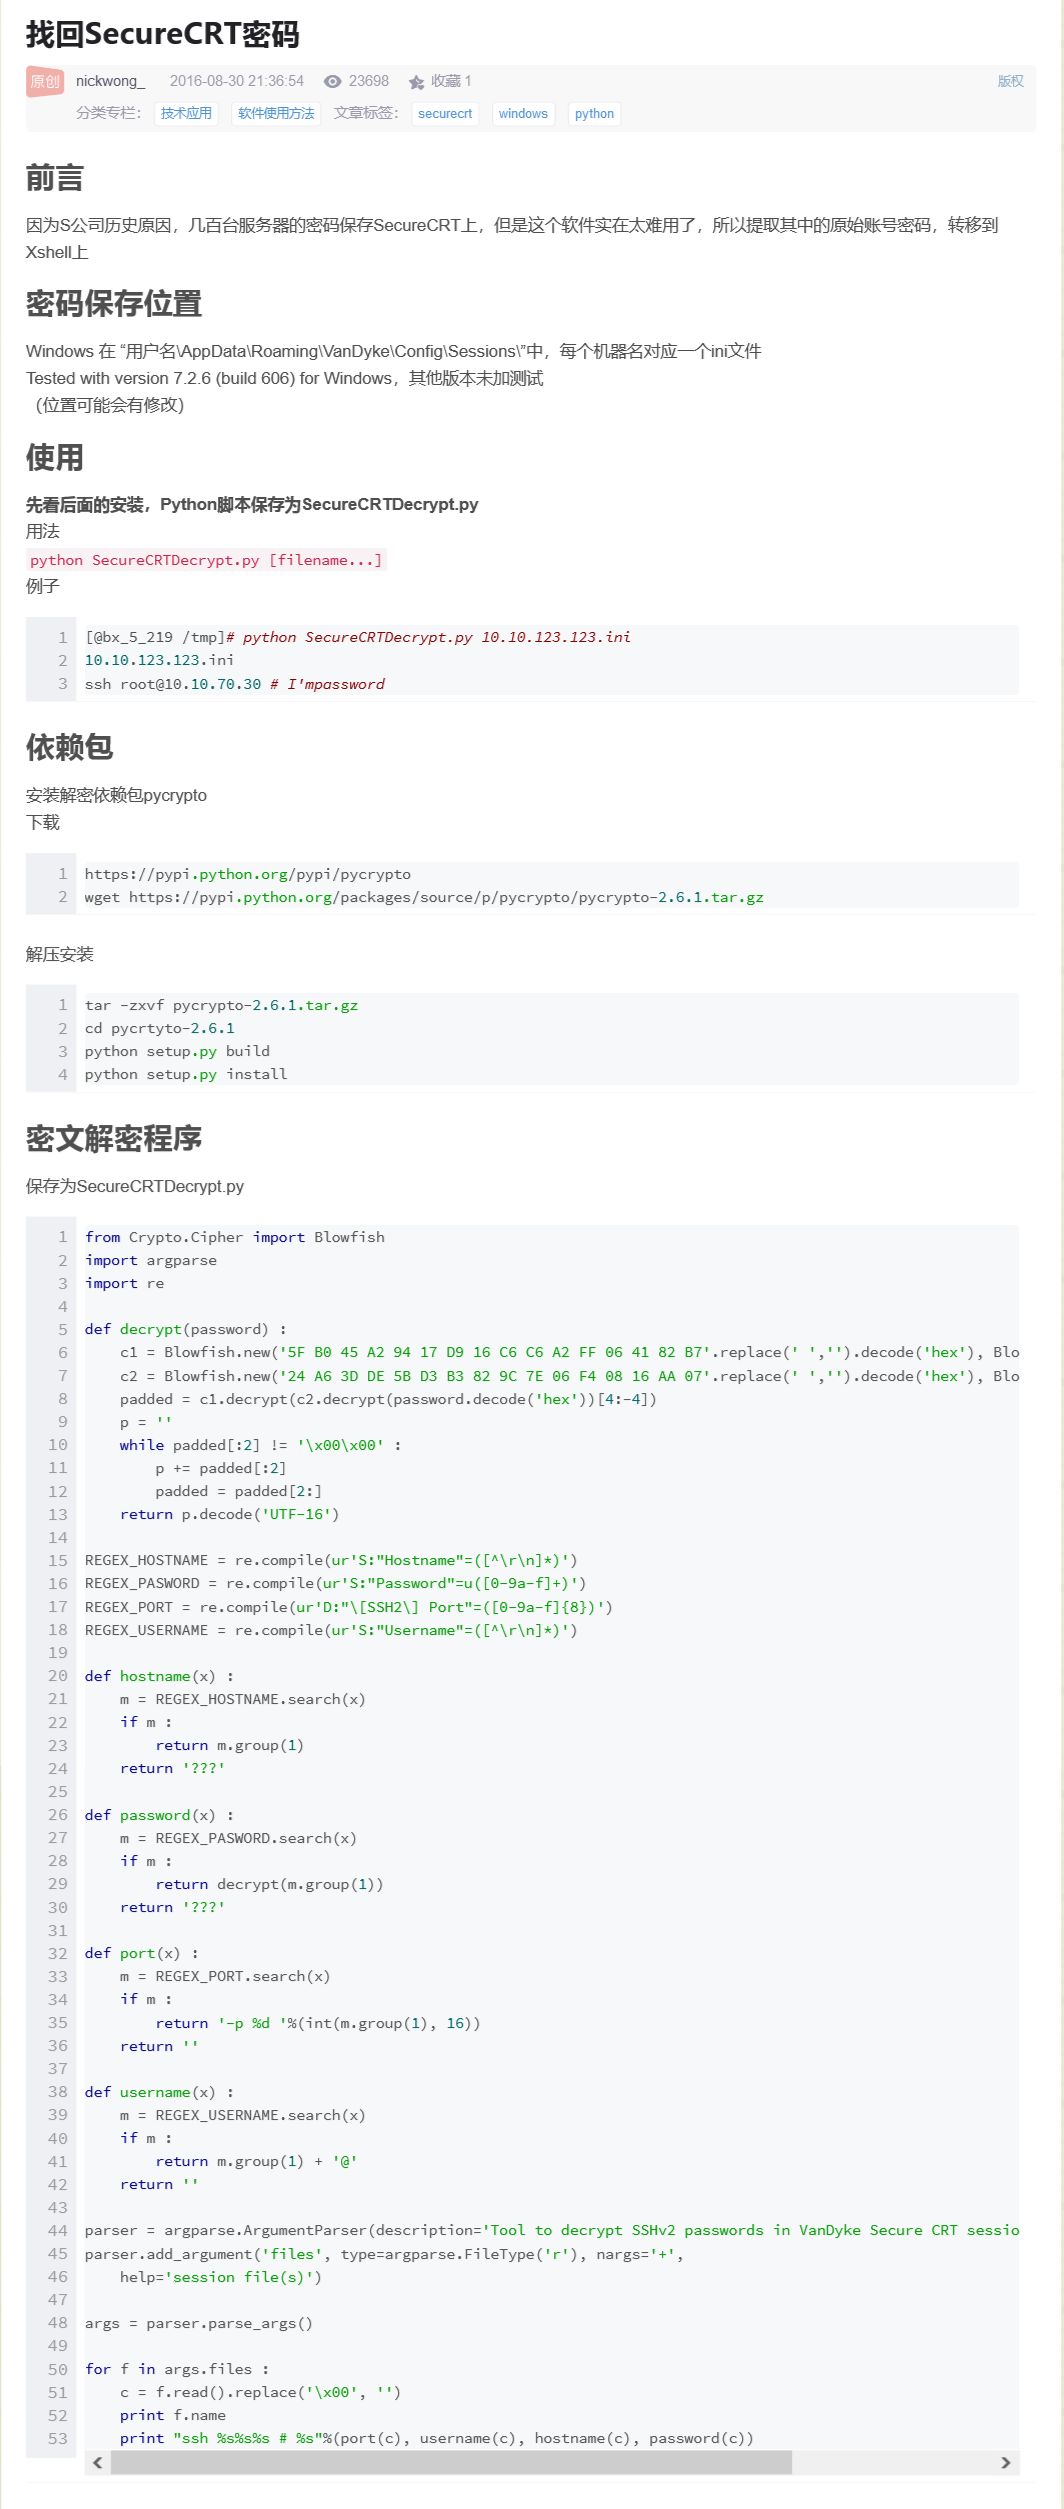 找回SecureCRT密码
原创 nickwong_ 2016-08-30 21:36:54 23698 收藏 1 版权
分类专栏： 技术应用 软件使用方法 文章标签： securecrt windows python
前言
因为S公司历史原因，几百台服务器的密码保存SecureCRT上，但是这个软件实在太难用了，所以提取其中的原始账号密码，转移到
Xshell上
密码保存位置
Windows 在 “用户名\AppData\Roaming\VanDyke\Config\Sessions\”中，每个机器名对应一个ini文件
Tested with version 7.2.6 (build 606) for Windows，其他版本未加测试
（位置可能会有修改）
使用
先看后面的安装，Python脚本保存为SecureCRTDecrypt.py
用法
python SecureCRTDecrypt.py [filename...]
例子
1 [@bx_5_219 /tmp]# python SecureCRTDecrypt.py 10.10.123.123.ini
2 10.10.123.123.ini
3 ssh root@10.10.70.30 # I'mpassword
依赖包
安装解密依赖包pycrypto
下载
1 https://pypi.python.org/pypi/pycrypto
2 wget https://pypi.python.org/packages/source/p/pycrypto/pycrypto-2.6.1.tar.gz
解压安装
1 tar -zxvf pycrypto-2.6.1.tar.gz
2 cd pycrtyto-2.6.1
3 python setup.py build
4 python setup.py install
密文解密程序
保存为SecureCRTDecrypt.py
1 from Crypto.Cipher import Blowfish
2 import argparse
3 import re
4
5 def decrypt(password) :
6     c1 = Blowfish.new('5F B0 45 A2 94 17 D9 16 C6 C6 A2 FF 06 41 82 B7'.replace(' ','').decode('hex'), Blo
7     c2 = Blowfish.new('24 A6 3D DE 5B D3 B3 82 9C 7E 06 F4 08 16 AA 07'.replace(' ','').decode('hex'), Blo
8     padded = c1.decrypt(c2.decrypt(password.decode('hex'))[4:-4])
9     p = ''
10     while padded[:2] != '\x00\x00' :
11         p += padded[:2]
12         padded = padded[2:]
13     return p.decode('UTF-16')
14
15 REGEX_HOSTNAME = re.compile(ur'S:"Hostname"=([^\r\n]*)')
16 REGEX_PASWORD = re.compile(ur'S:"Password"=u([0-9a-f]+)')
17 REGEX_PORT = re.compile(ur'D:"\[SSH2\] Port"=([0-9a-f]{8})')
18 REGEX_USERNAME = re.compile(ur'S:"Username"=([^\r\n]*)')
19
20 def hostname(x) :
21     m = REGEX_HOSTNAME.search(x)
22     if m :
23         return m.group(1)
24     return '???'
25
26 def password(x) :
27     m = REGEX_PASWORD.search(x)
28     if m :
29         return decrypt(m.group(1))
30     return '???'
31
32 def port(x) :
33     m = REGEX_PORT.search(x)
34     if m :
35         return '-p %d '%(int(m.group(1), 16))
36     return ''
37
38 def username(x) :
39     m = REGEX_USERNAME.search(x)
40     if m :
41         return m.group(1) + '@'
42     return ''
43
44 parser = argparse.ArgumentParser(description='Tool to decrypt SSHv2 passwords in VanDyke Secure CRT sessio
45 parser.add_argument('files', type=argparse.FileType('r'), nargs='+',
46     help='session file(s)')
47
48 args = parser.parse_args()
49
50 for f in args.files :
51     c = f.read().replace('\x00', '')
52     print f.name
53     print "ssh %s%s%s # %s"%(port(c), username(c), hostname(c), password(c))